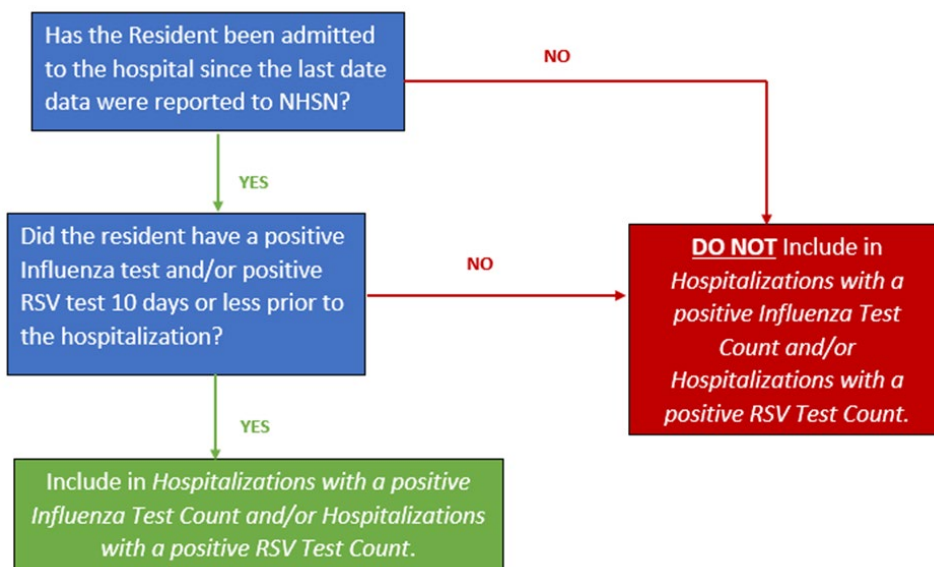 Has the Resident been admitted
to the hospital since the last date
data were reported to NHSN?
NO
YES
Did the resident have a positive
Influenza test and/or positive
RSV test 10 days or less prior to
the hospitalization?
NO
DO NOT Include in
Hospitalizations with a
positive Influenza Test
Count and/or
Hospitalizations with a
positive RSV Test Count.
YES
Include in Hospitalizations with a positive
Influenza Test Count and/or Hospitalizations
with a positive RSV Test Count.